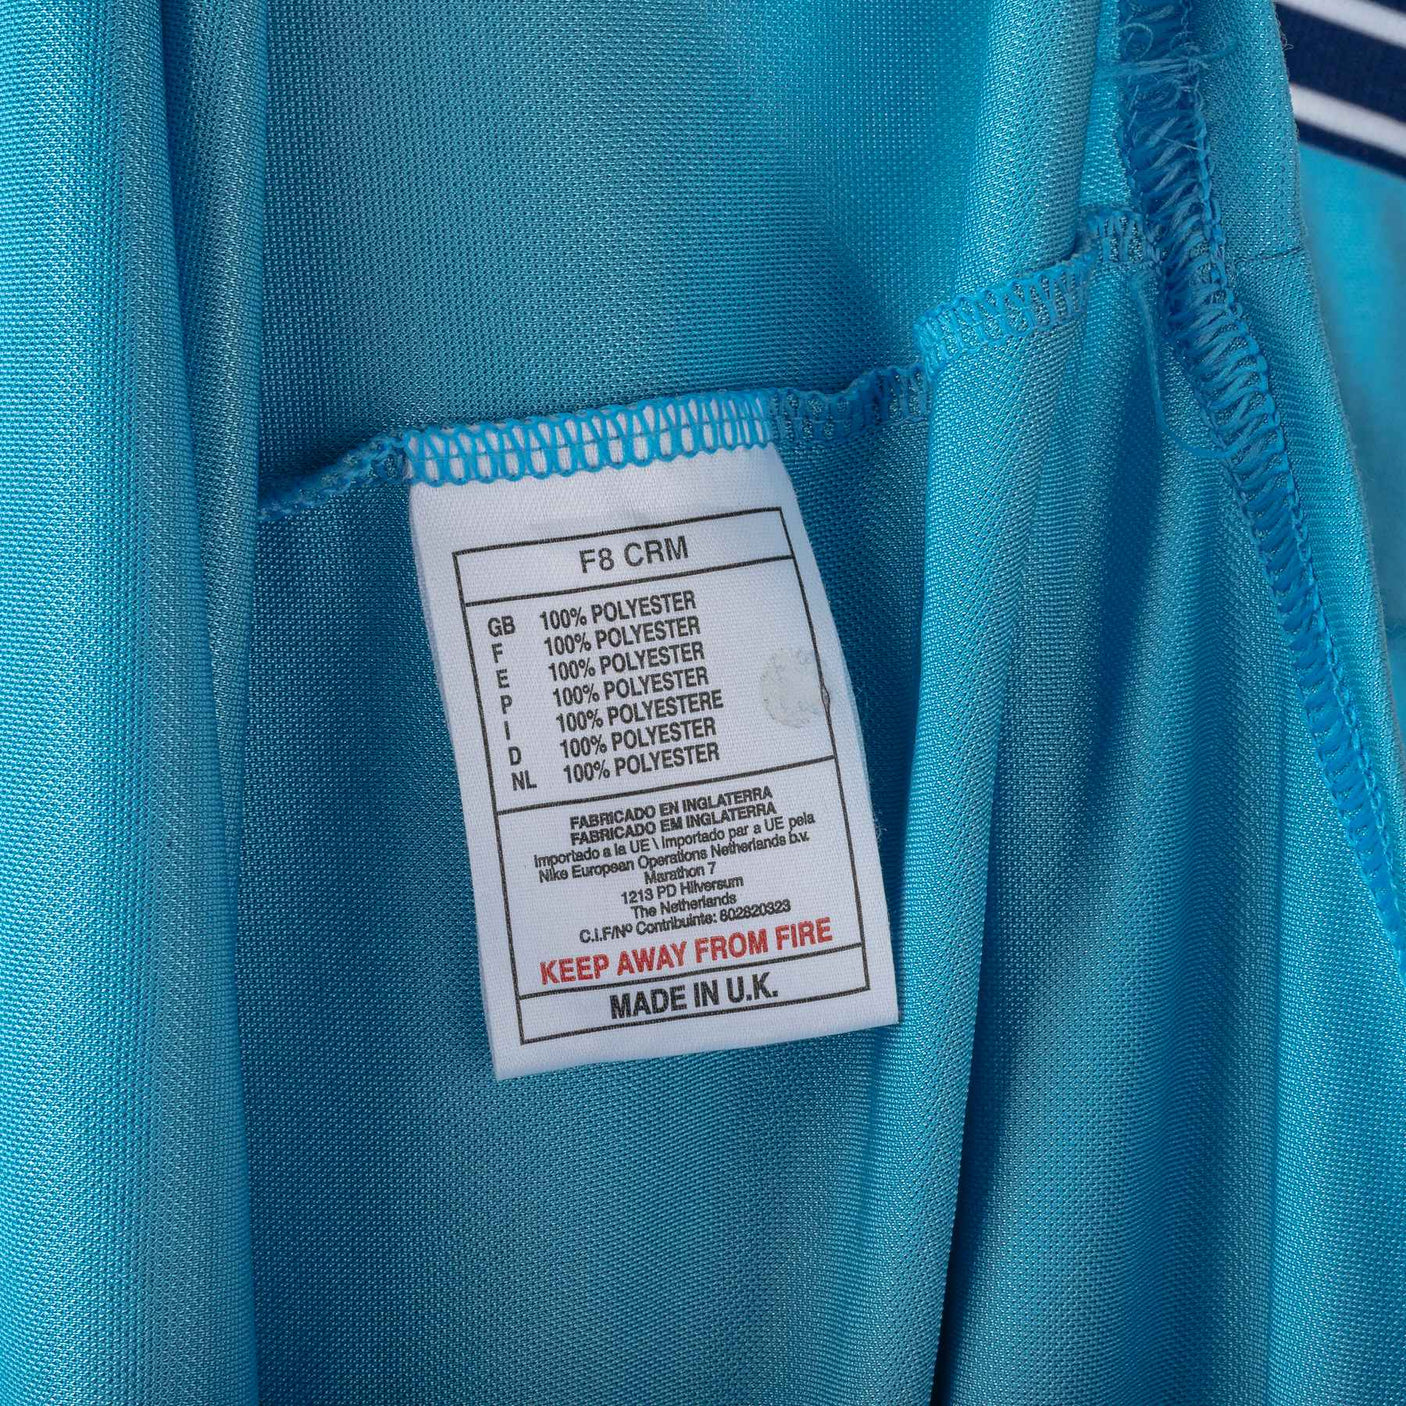 F8 CRM
GB 100% POLYESTER
F 100% POLYESTER
E 100% POLYESTER
P 100% POLYESTER
I 100% POLYESTERE
D 100% POLYESTER
NL 100% POLYESTER
FABRICADO EN INGLATERRA
FABRICADO EM INGLATERRA
Importado a la UE \ Importado par a UE pela
Nike European Operations Netherlands b.v.
Marathon 7
1213 PD Hilversum
The Netherlands
C.I.F/Nº Contribuinte: 802820323
KEEP AWAY FROM FIRE
MADE IN U.K.